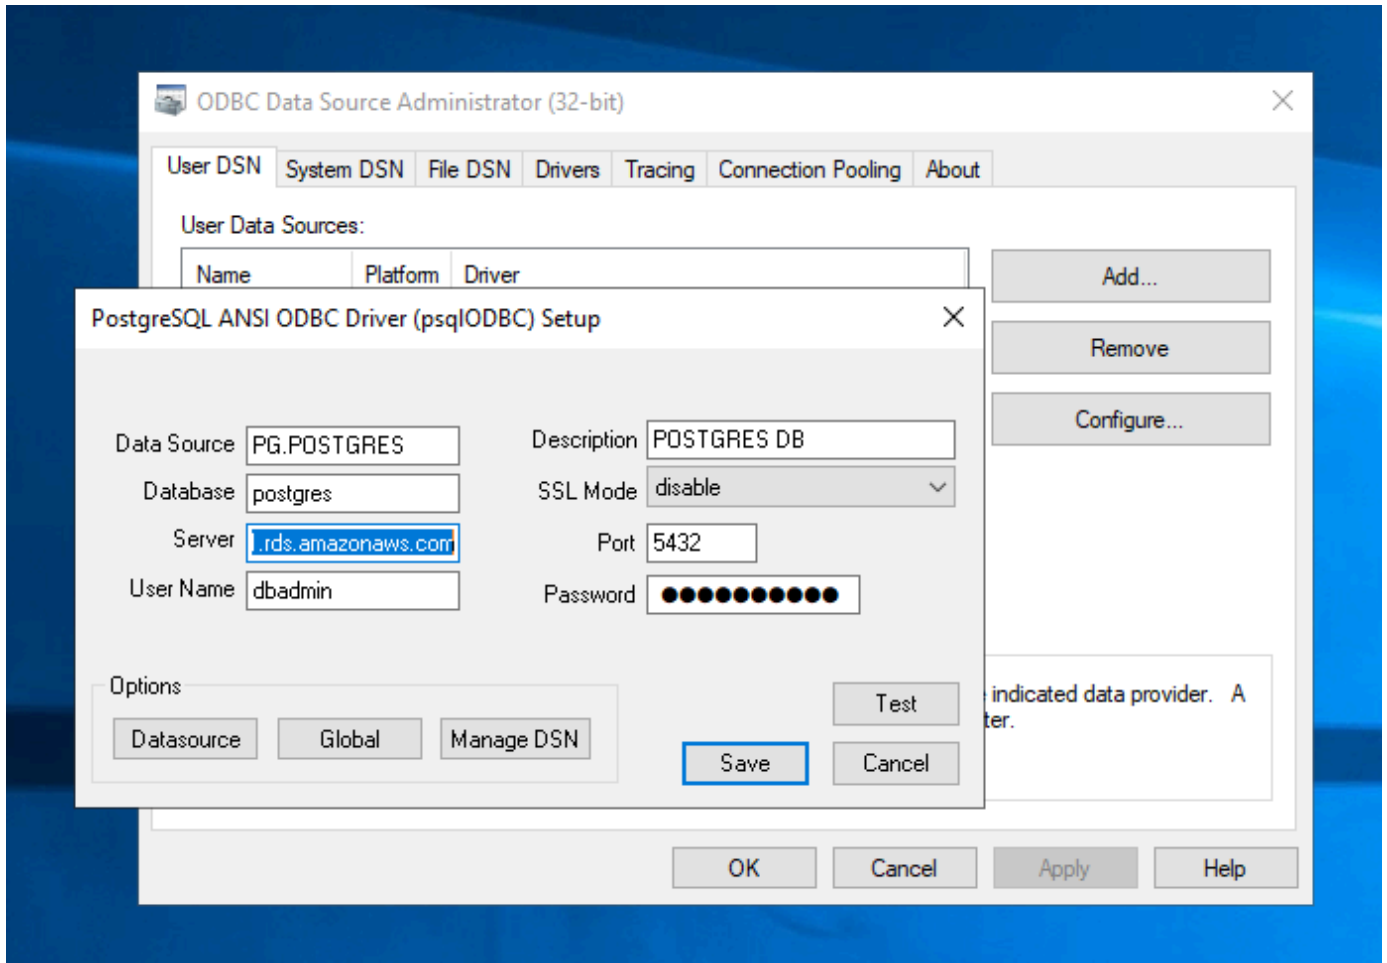 ODBC Data Source Administrator (32-bit)
User DSN System DSN File DSN Drivers Tracing Connection Pooling About
User Data Sources:
Name Platform Driver
Add...
Remove
Configure...
PostgreSQL ANSI ODBC Driver (psqlODBC) Setup
Data Source PG.POSTGRES Description POSTGRES DB
Database postgres SSL Mode disable
Server .rds.amazonaws.com Port 5432
User Name dbadmin Password ●●●●●●●●●●
Options
Datasource Global Manage DSN
Test
Save Cancel
indicated data provider. A
ter.
OK Cancel Apply Help